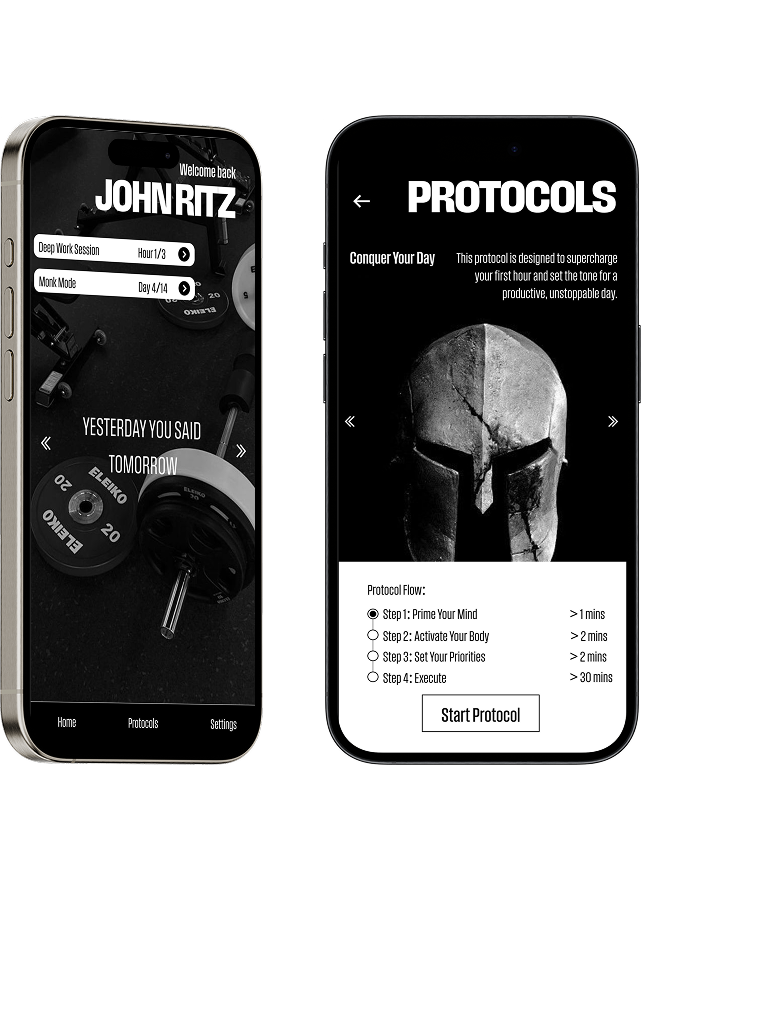 Welcome back
JOHN RITZ
Deep Work Session Hour 1/3
Monk Mode Day 4/14
20
ELEIKO
YESTERDAY YOU SAID
TOMORROW
ELEIKO
20
20
ELEIKO
ELEIKO
20
Home Protocols Settings
PROTOCOLS
Conquer Your Day
This protocol is designed to supercharge
your first hour and set the tone for a
productive, unstoppable day.
Protocol Flow:
Step 1: Prime Your Mind > 1 mins
Step 2: Activate Your Body > 2 mins
Step 3: Set Your Priorities > 2 mins
Step 4: Execute > 30 mins
Start Protocol